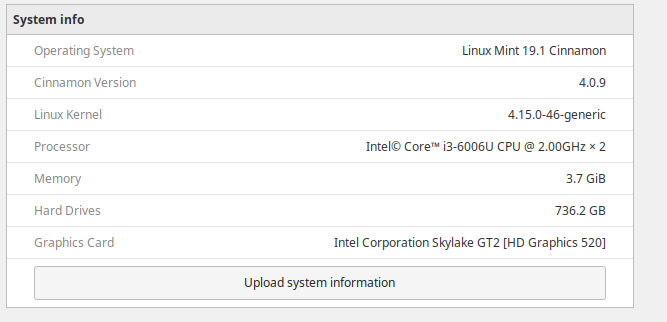 System info
Operating System Linux Mint 19.1 Cinnamon
Cinnamon Version 4.0.9
Linux Kernel 4.15.0-46-generic
Processor Intel© Core™ i3-6006U CPU @ 2.00GHz × 2
Memory 3.7 GiB
Hard Drives 736.2 GB
Graphics Card Intel Corporation Skylake GT2 [HD Graphics 520]
Upload system information